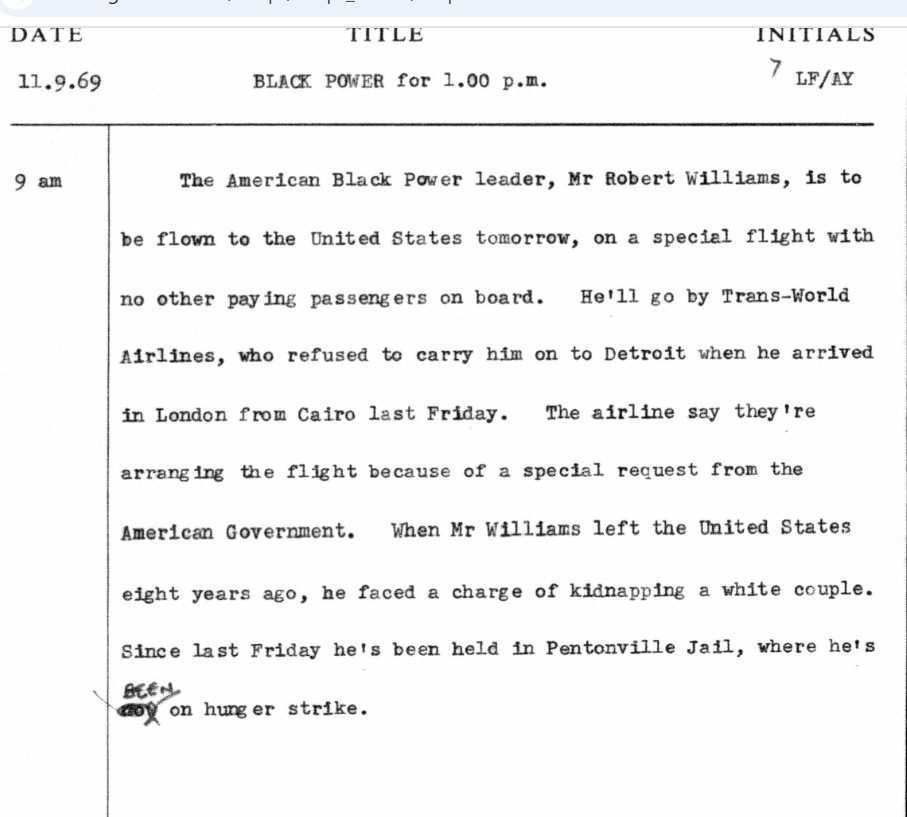 DATE TITLE INITIALS
11.9.69 BLACK POWER for 1.00 p.m. 7 LF/AY
9 am The American Black Power leader, Mr Robert Williams, is to
be flown to the United States tomorrow, on a special flight with
no other paying passengers on board. He'll go by Trans-World
Airlines, who refused to carry him on to Detroit when he arrived
in London from Cairo last Friday. The airline say they're
arranging the flight because of a special request from the
American Government. When Mr Williams left the United States
eight years ago, he faced a charge of kidnapping a white couple.
Since last Friday he's been held in Pentonville Jail, where he's
BEEN
on hunger strike.